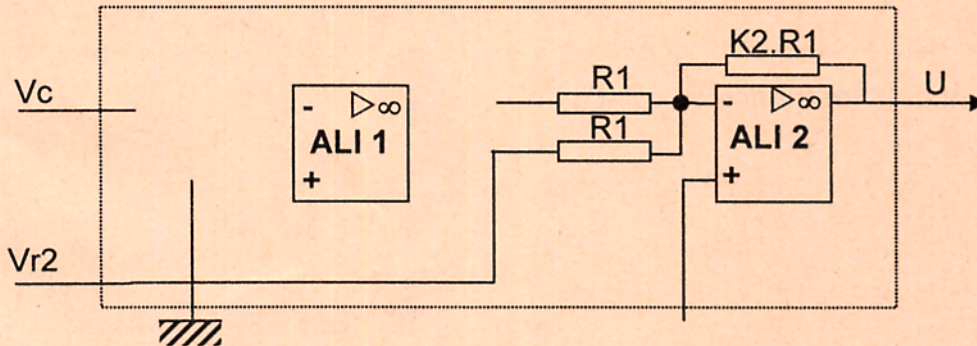 K2.R1
Vc
R1
U
- ▷∞
ALI 1
+
R1
- ▷∞
ALI 2
+
Vr2